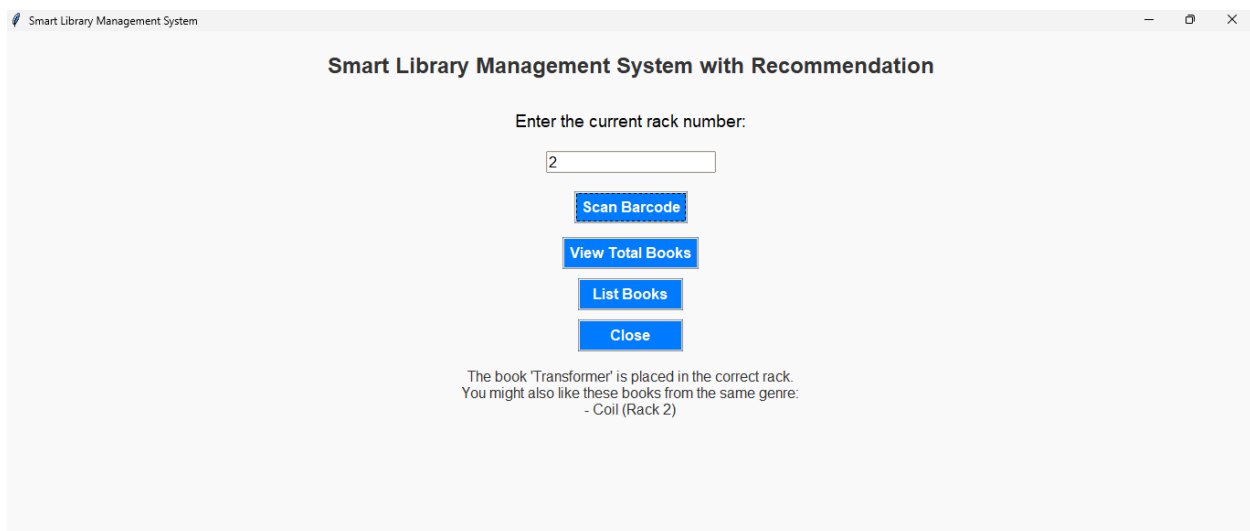 Smart Library Management System
Smart Library Management System with Recommendation
Enter the current rack number:
2
Scan Barcode
View Total Books
List Books
Close
The book 'Transformer' is placed in the correct rack.
You might also like these books from the same genre:
- Coil (Rack 2)